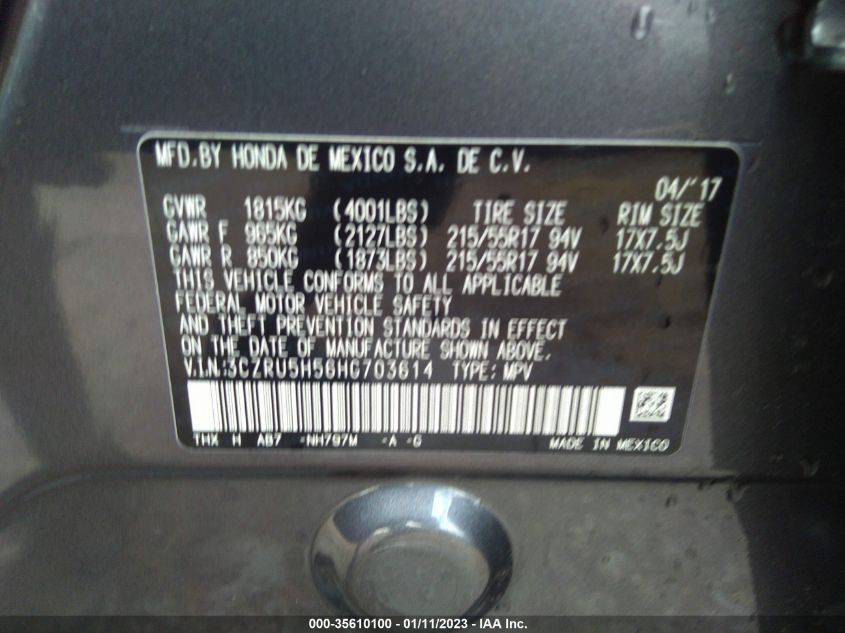 MFD.BY HONDA DE MEXICO S.A. DE C.V.
04/'17
GVWR 1815KG (4001LBS) TIRE SIZE RIM SIZE
GAWR F 965KG (2127LBS) 215/55R17 94V 17X7.5J
GAWR R 850KG (1873LBS) 215/55R17 94V 17X7.5J
THIS VEHICLE CONFORMS TO ALL APPLICABLE
FEDERAL MOTOR VEHICLE SAFETY
AND THEFT PREVENTION STANDARDS IN EFFECT
ON THE DATE OF MANUFACTURE SHOWN ABOVE.
V.I.N.:3CZRU5H56HG703614 TYPE: MPV
THX H AB7 -NH797M -A -G MADE IN MEXICO
000-35610100 - 01/11/2023 - IAA Inc.